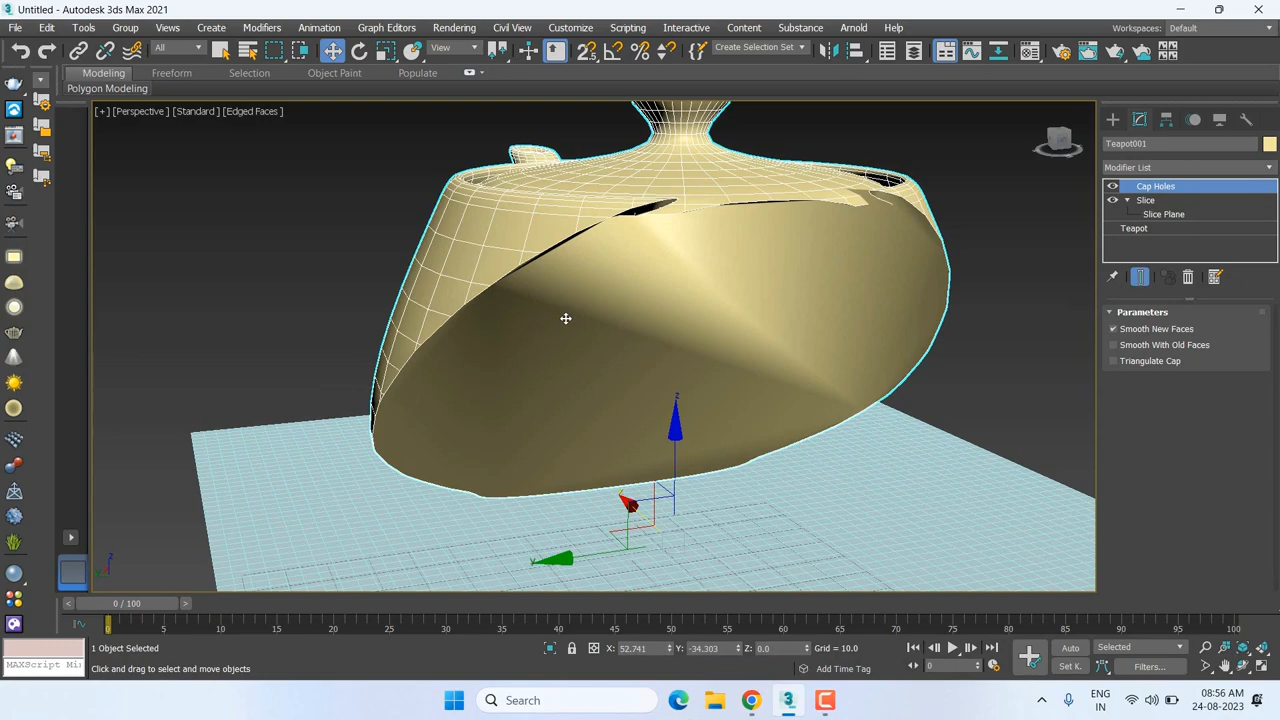 Untitled - Autodesk 3ds Max 2021
File Edit Tools Group Views Create Modifiers Animation Graph Editors Rendering Civil View Customize Scripting Interactive Content Substance Arnold Help
Workspaces: Default
All
View
Create Selection Set
Modeling Freeform Selection Object Paint Populate
Polygon Modeling
[+] [Perspective] [Standard] [Edged Faces]
Teapot001
Modifier List
Cap Holes
Slice
Slice Plane
Teapot
Parameters
Smooth New Faces
Smooth With Old Faces
Triangulate Cap
z
y
z
< 0 / 100 >
0 5 10 15 20 25 30 35 40 45 50 55 60 65 70 75 80 85 90 95 100
1 Object Selected
X: 52.741 Y: -34.303 Z: 0.0 Grid = 10.0
Auto Selected
MAXScript Mi
Click and drag to select and move objects
Add Time Tag
0
Set K. Filters...
Search
ENG
IN
08:56 AM
24-08-2023